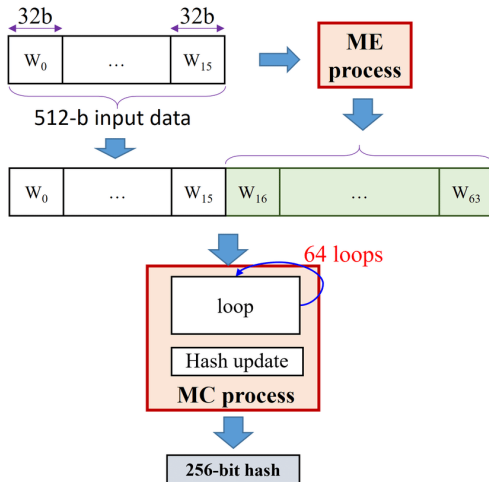 32b 32b
W0 … W15
ME
process
512-b input data
W0 … W15 W16 … W63
64 loops
loop
Hash update
MC process
256-bit hash